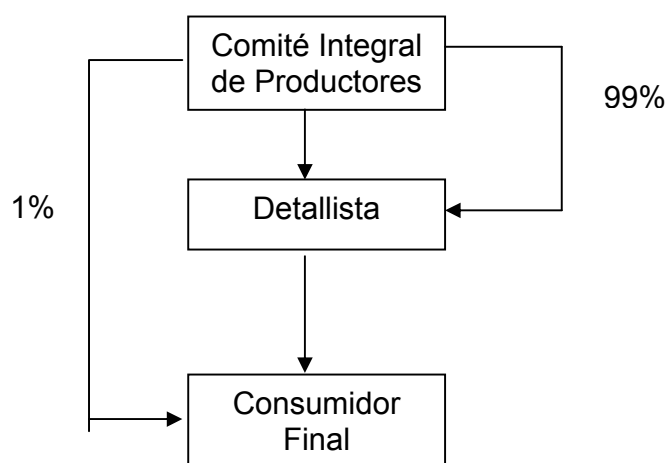 Comité Integral
de Productores
99%
1%
Detallista
Consumidor
Final